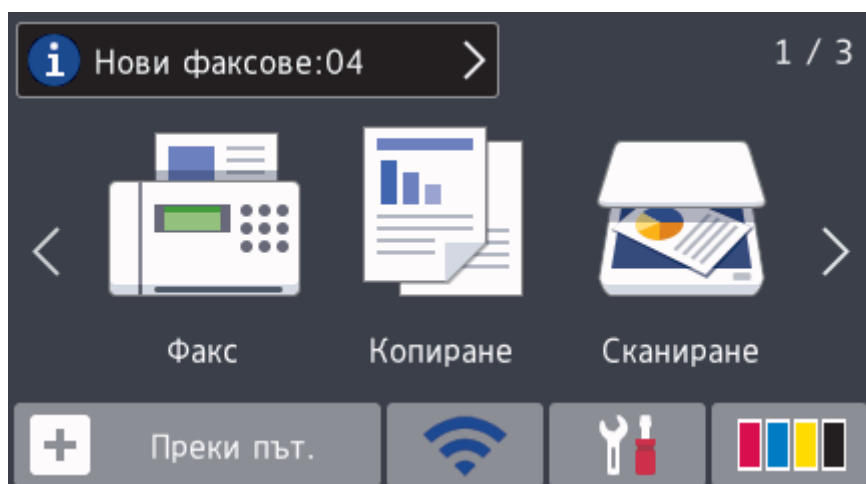 Нови факсове:04
1 / 3
Факс
Копиране
Сканиране
Преки път.